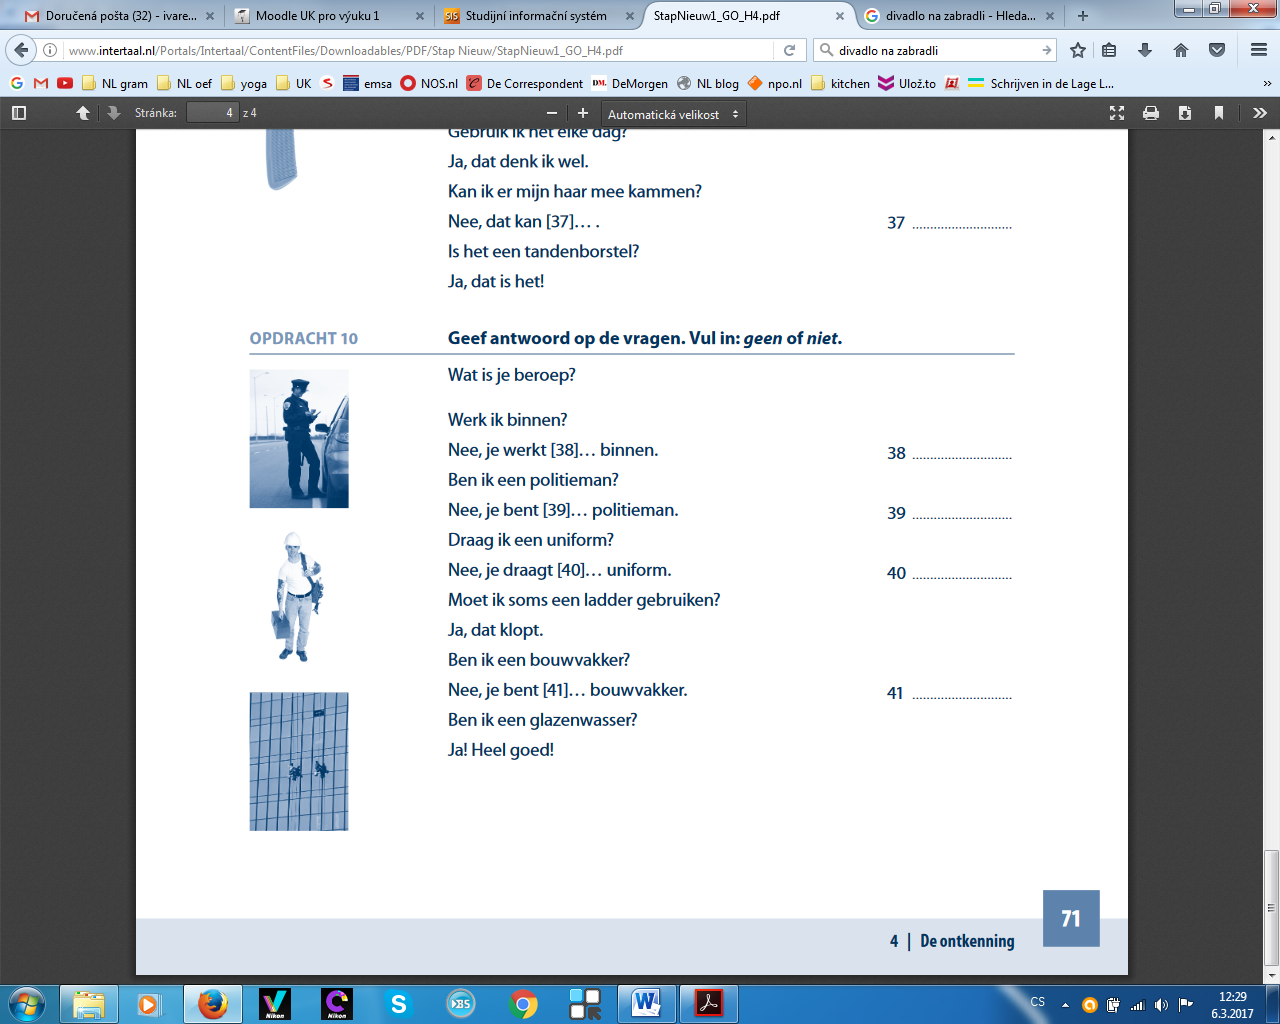 Doručená pošta (32) - ivare...
Moodle UK pro výuku 1
Studijní informační systém
StapNieuw1_GO_H4.pdf
divadlo na zabradli - Hleda...
www.intertaal.nl/Portals/Intertaal/ContentFiles/Downloadables/PDF/Stap Nieuw/StapNieuw1_GO_H4.pdf
divadlo na zabradli
NL gram
NL oef
yoga
UK
emsa
NOS.nl
De Correspondent
DeMorgen
NL blog
npo.nl
kitchen
Ulož.to
Schrijven in de Lage L...
Stránka: 4 z 4
Automatická velikost
Gebruik ik het elke dag?
Ja, dat denk ik wel.
Kan ik er mijn haar mee kammen?
Nee, dat kan [37]... . 37 ............................
Is het een tandenborstel?
Ja, dat is het!
OPDRACHT 10 Geef antwoord op de vragen. Vul in: geen of niet.
Wat is je beroep?
Werk ik binnen?
Nee, je werkt [38]... binnen. 38 ............................
Ben ik een politieman?
Nee, je bent [39]... politieman. 39 ............................
Draag ik een uniform?
Nee, je draagt [40]... uniform. 40 ............................
Moet ik soms een ladder gebruiken?
Ja, dat klopt.
Ben ik een bouwvakker?
Nee, je bent [41]... bouwvakker. 41 ............................
Ben ik een glazenwasser?
Ja! Heel goed!
71
4 | De ontkenning
CS
12:29
6.3.2017